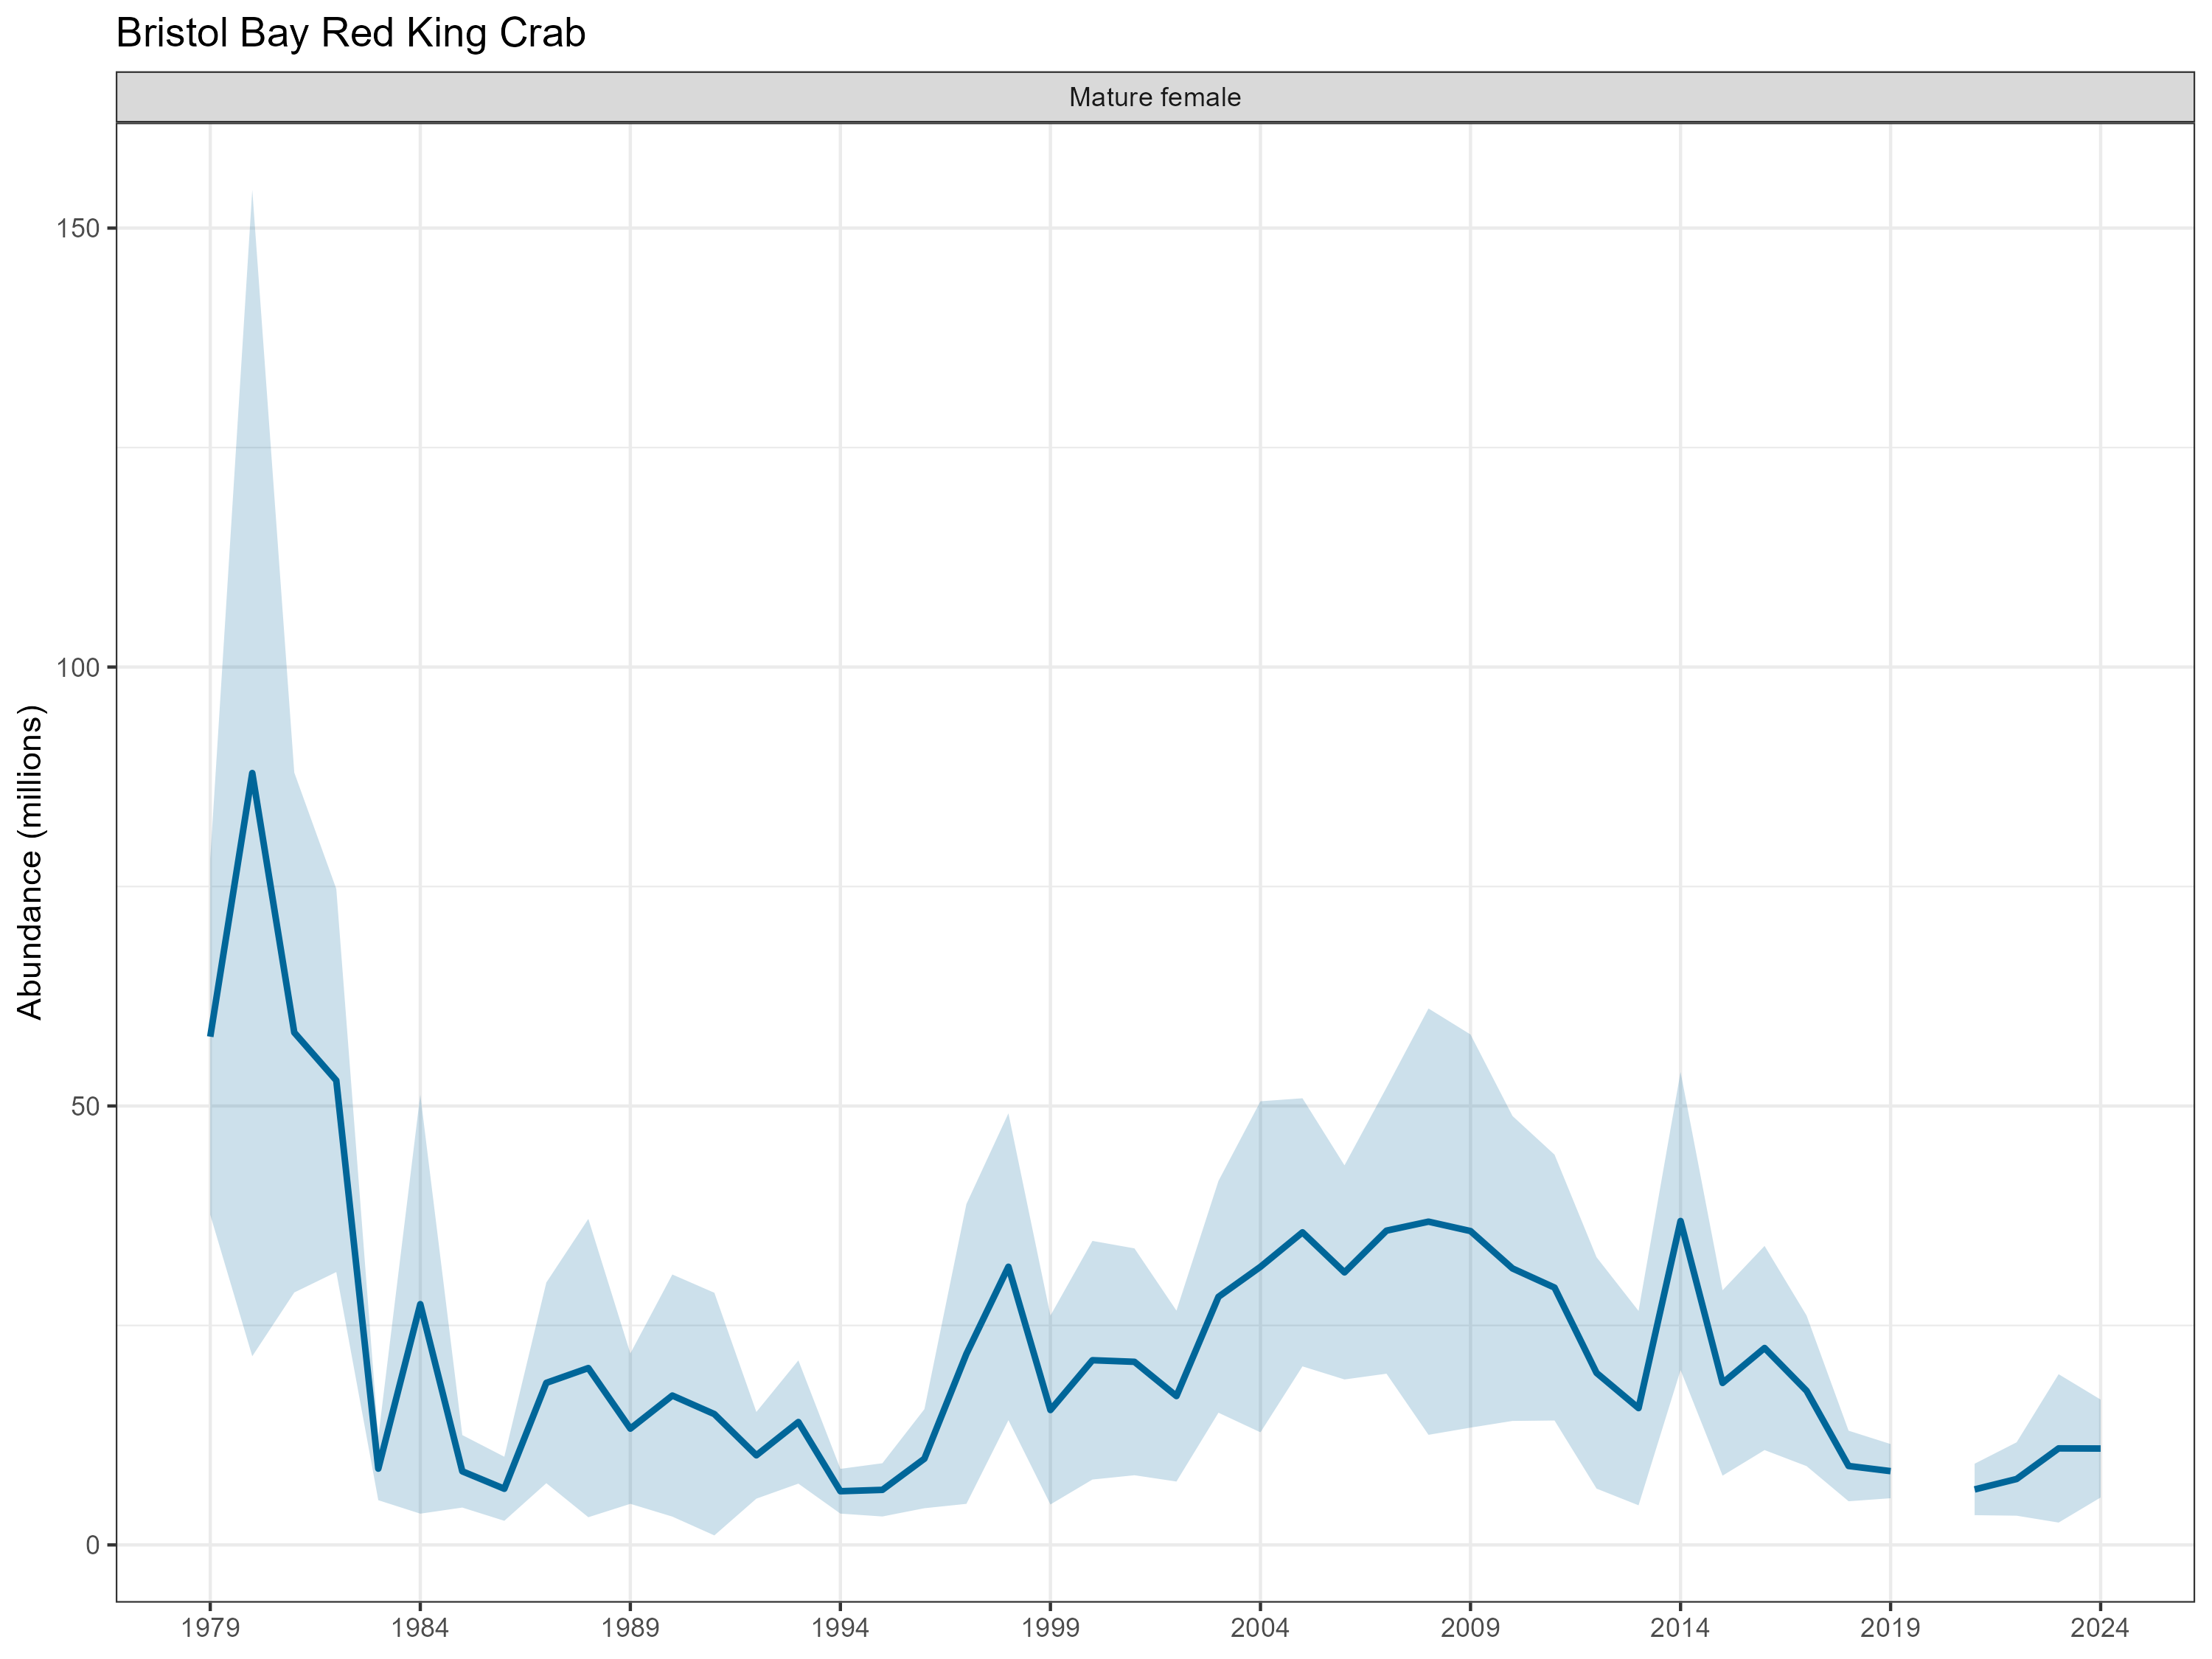 Bristol Bay Red King Crab
Mature female
Abundance (millions)
150
100
50
0
1979 1984 1989 1994 1999 2004 2009 2014 2019 2024